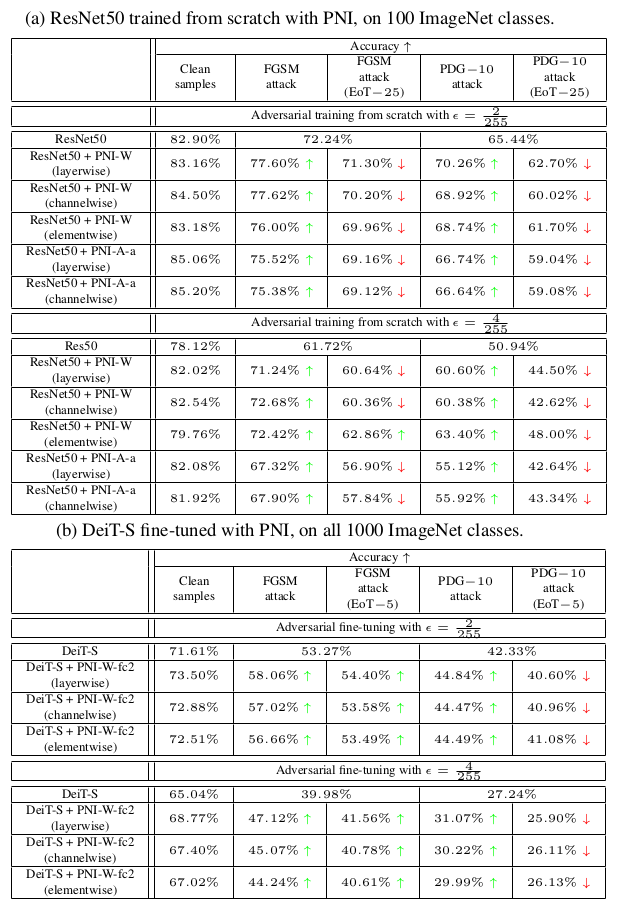 (a) ResNet50 trained from scratch with PNI, on 100 ImageNet classes.
Accuracy ↑
Clean samples | FGSM attack | FGSM attack (EoT−25) | PDG−10 attack | PDG−10 attack (EoT−25)
Adversarial training from scratch with ϵ = 2/255
ResNet50 | 82.90% | 72.24% | 65.44%
ResNet50 + PNI-W (layerwise) | 83.16% | 77.60% ↑ | 71.30% ↓ | 70.26% ↑ | 62.70% ↓
ResNet50 + PNI-W (channelwise) | 84.50% | 77.62% ↑ | 70.20% ↓ | 68.92% ↑ | 60.02% ↓
ResNet50 + PNI-W (elementwise) | 83.18% | 76.00% ↑ | 69.96% ↓ | 68.74% ↑ | 61.70% ↓
ResNet50 + PNI-A-a (layerwise) | 85.06% | 75.52% ↑ | 69.16% ↓ | 66.74% ↑ | 59.04% ↓
ResNet50 + PNI-A-a (channelwise) | 85.20% | 75.38% ↑ | 69.12% ↓ | 66.64% ↑ | 59.08% ↓
Adversarial training from scratch with ϵ = 4/255
Res50 | 78.12% | 61.72% | 50.94%
ResNet50 + PNI-W (layerwise) | 82.02% | 71.24% ↑ | 60.64% ↓ | 60.60% ↑ | 44.50% ↓
ResNet50 + PNI-W (channelwise) | 82.54% | 72.68% ↑ | 60.36% ↓ | 60.38% ↑ | 42.62% ↓
ResNet50 + PNI-W (elementwise) | 79.76% | 72.42% ↑ | 62.86% ↑ | 63.40% ↑ | 48.00% ↓
ResNet50 + PNI-A-a (layerwise) | 82.08% | 67.32% ↑ | 56.90% ↓ | 55.12% ↑ | 42.64% ↓
ResNet50 + PNI-A-a (channelwise) | 81.92% | 67.90% ↑ | 57.84% ↓ | 55.92% ↑ | 43.34% ↓
(b) DeiT-S fine-tuned with PNI, on all 1000 ImageNet classes.
Accuracy ↑
Clean samples | FGSM attack | FGSM attack (EoT−5) | PDG−10 attack | PDG−10 attack (EoT−5)
Adversarial fine-tuning with ϵ = 2/255
DeiT-S | 71.61% | 53.27% | 42.33%
DeiT-S + PNI-W-fc2 (layerwise) | 73.50% | 58.06% ↑ | 54.40% ↑ | 44.84% ↑ | 40.60% ↓
DeiT-S + PNI-W-fc2 (channelwise) | 72.88% | 57.02% ↑ | 53.58% ↑ | 44.47% ↑ | 40.96% ↓
DeiT-S + PNI-W-fc2 (elementwise) | 72.51% | 56.66% ↑ | 53.49% ↑ | 44.49% ↑ | 41.08% ↓
Adversarial fine-tuning with ϵ = 4/255
DeiT-S | 65.04% | 39.98% | 27.24%
DeiT-S + PNI-W-fc2 (layerwise) | 68.77% | 47.12% ↑ | 41.56% ↑ | 31.07% ↑ | 25.90% ↓
DeiT-S + PNI-W-fc2 (channelwise) | 67.40% | 45.07% ↑ | 40.78% ↑ | 30.22% ↑ | 26.11% ↓
DeiT-S + PNI-W-fc2 (elementwise) | 67.02% | 44.24% ↑ | 40.61% ↑ | 29.99% ↑ | 26.13% ↓